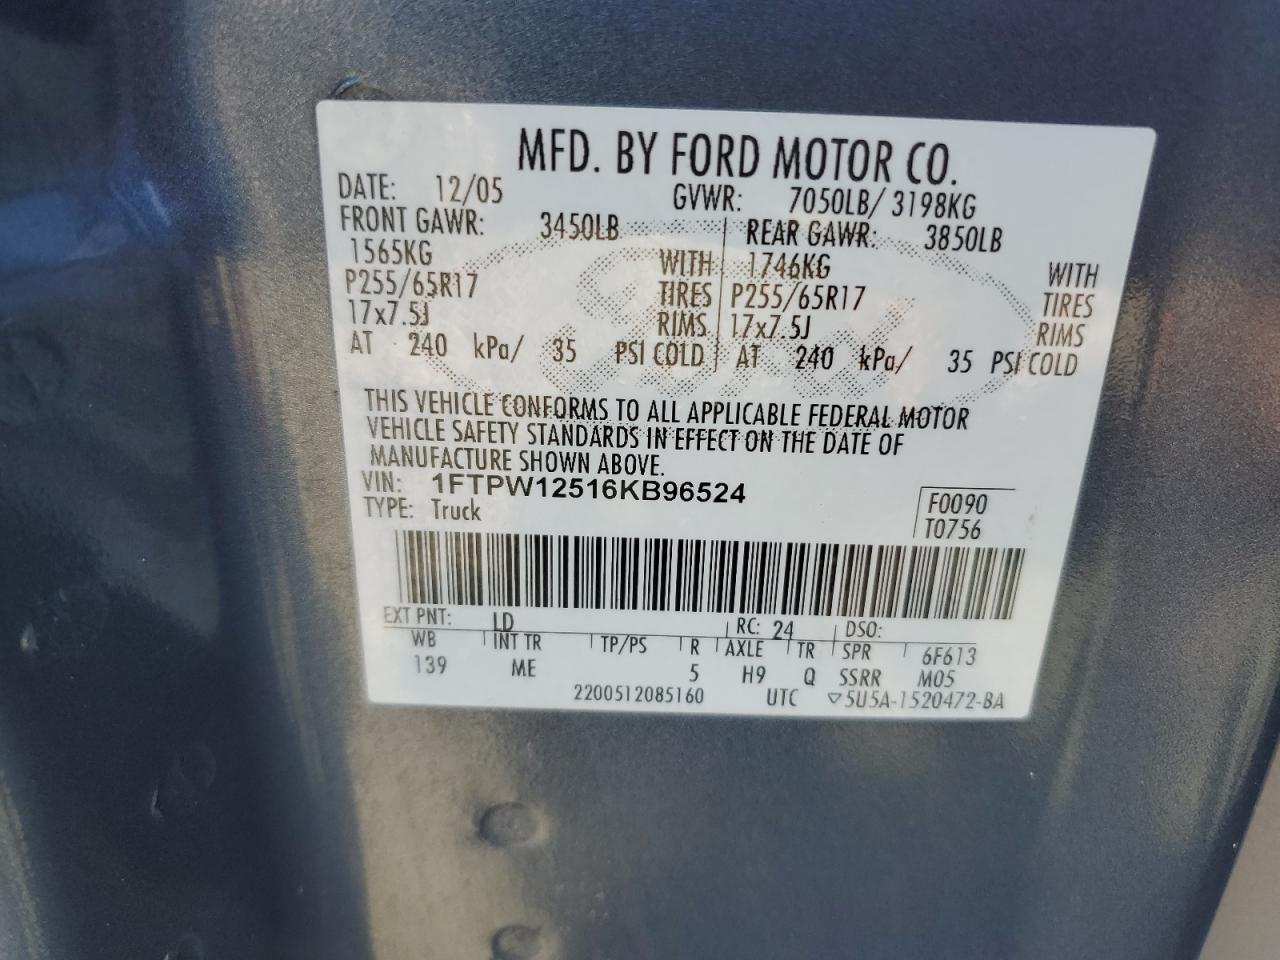 MFD. BY FORD MOTOR CO.
DATE: 12/05 GVWR: 7050LB/ 3198KG
FRONT GAWR: 3450LB REAR GAWR: 3850LB
1565KG WITH 1746KG WITH
P255/65R17 TIRES P255/65R17 TIRES
17x7.5J RIMS 17x7.5J RIMS
AT 240 kPa/ 35 PSI COLD AT 240 kPa/ 35 PSI COLD
THIS VEHICLE CONFORMS TO ALL APPLICABLE FEDERAL MOTOR
VEHICLE SAFETY STANDARDS IN EFFECT ON THE DATE OF
MANUFACTURE SHOWN ABOVE.
VIN: 1FTPW12516KB96524
F0090
TYPE: Truck
T0756
EXT PNT: LD RC: 24 DSO:
WB INT TR TP/PS R AXLE TR SPR 6F613
139 ME 5 H9 Q SSRR M05
2200512085160 UTC ▽5U5A-1520472-BA